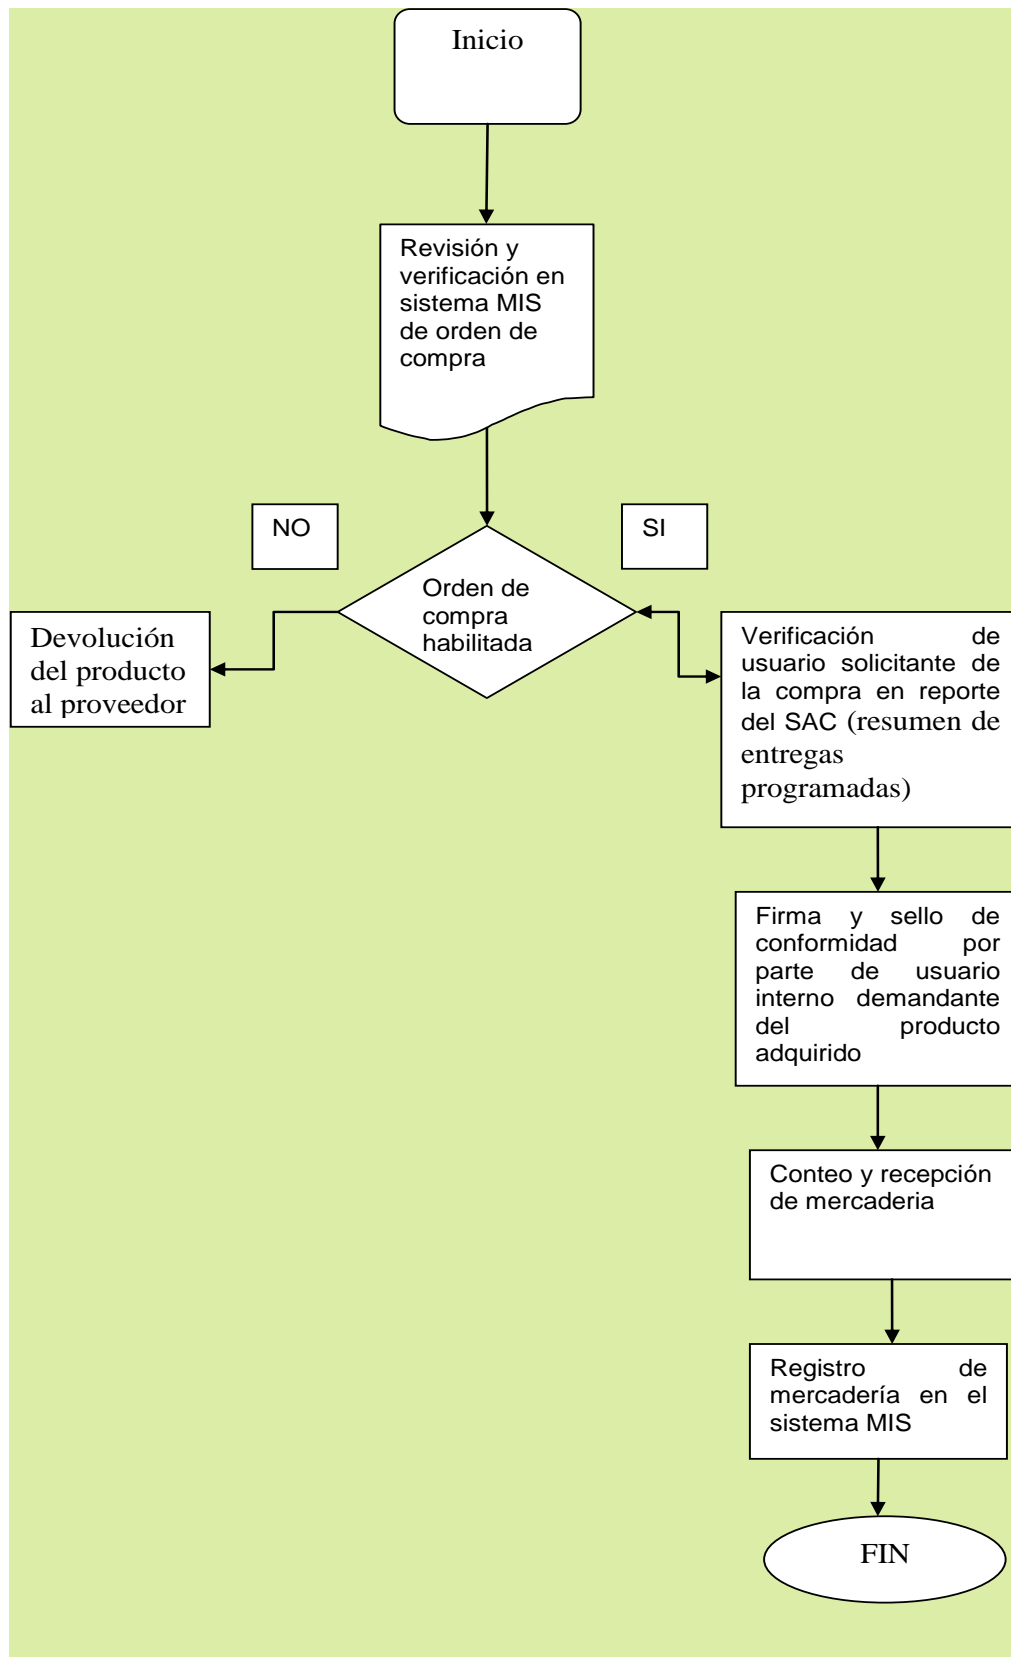 Inicio
Revisión y
verificación en
sistema MIS
de orden de
compra
NO
SI
Orden de
compra
habilitada
Devolución
del producto
al proveedor
Verificación de
usuario solicitante de
la compra en reporte
del SAC (resumen de
entregas
programadas)
Firma y sello de
conformidad por
parte de usuario
interno demandante
del producto
adquirido
Conteo y recepción
de mercaderia
Registro de
mercadería en el
sistema MIS
FIN